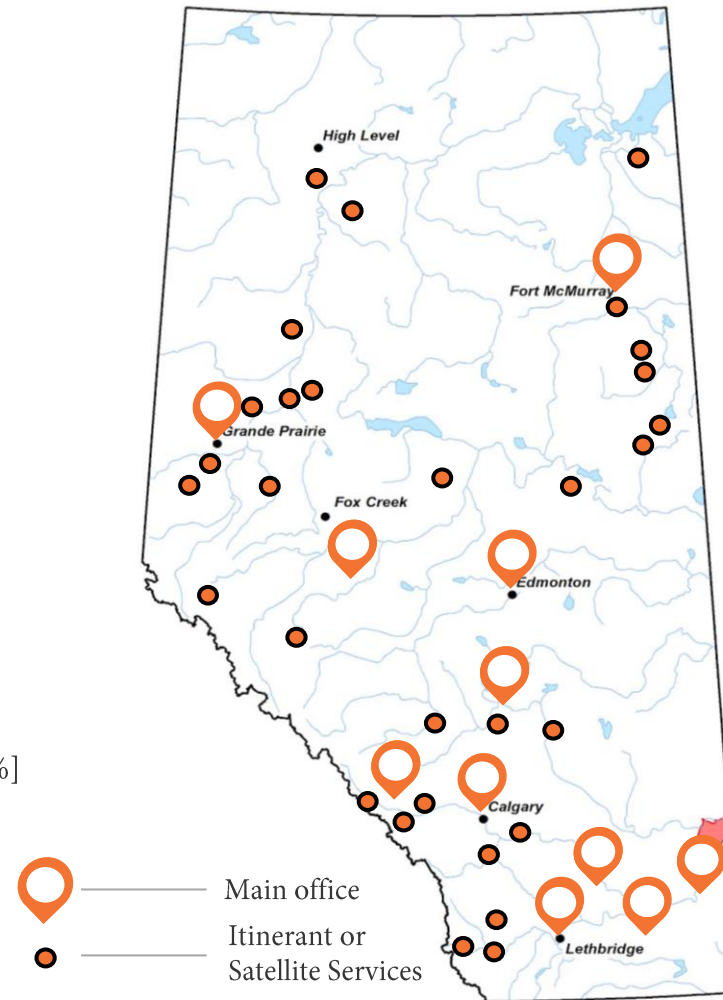 High Level
Fort McMurray
Grande Prairie
Fox Creek
Edmonton
%]
Calgary
Main office
Itinerant or
Satellite Services
Lethbridge